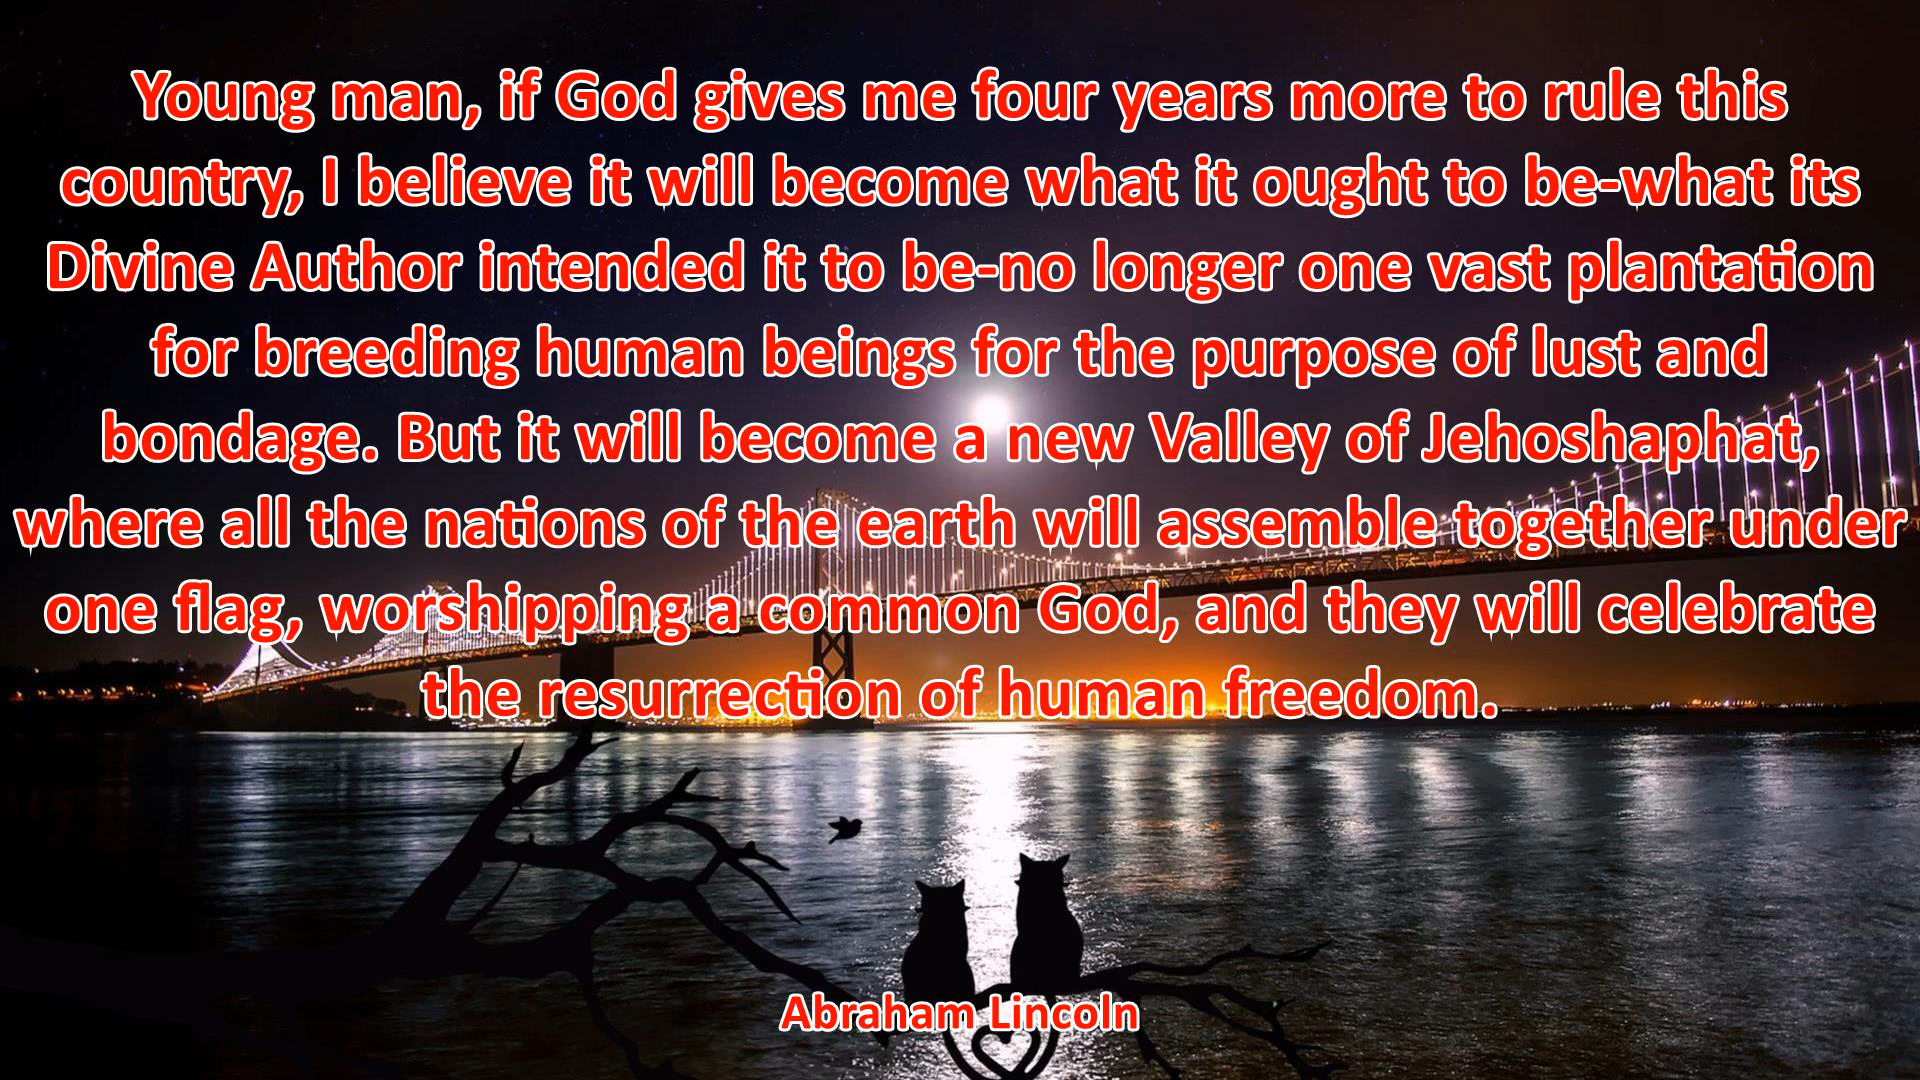 Young man, if God gives me four years more to rule this
country, I believe it will become what it ought to be-what its
Divine Author intended it to be-no longer one vast plantation
for breeding human beings for the purpose of lust and
bondage. But it will become a new Valley of Jehoshaphat,
where all the nations of the earth will assemble together under
one flag, worshipping a common God, and they will celebrate
the resurrection of human freedom.
Abraham Lincoln